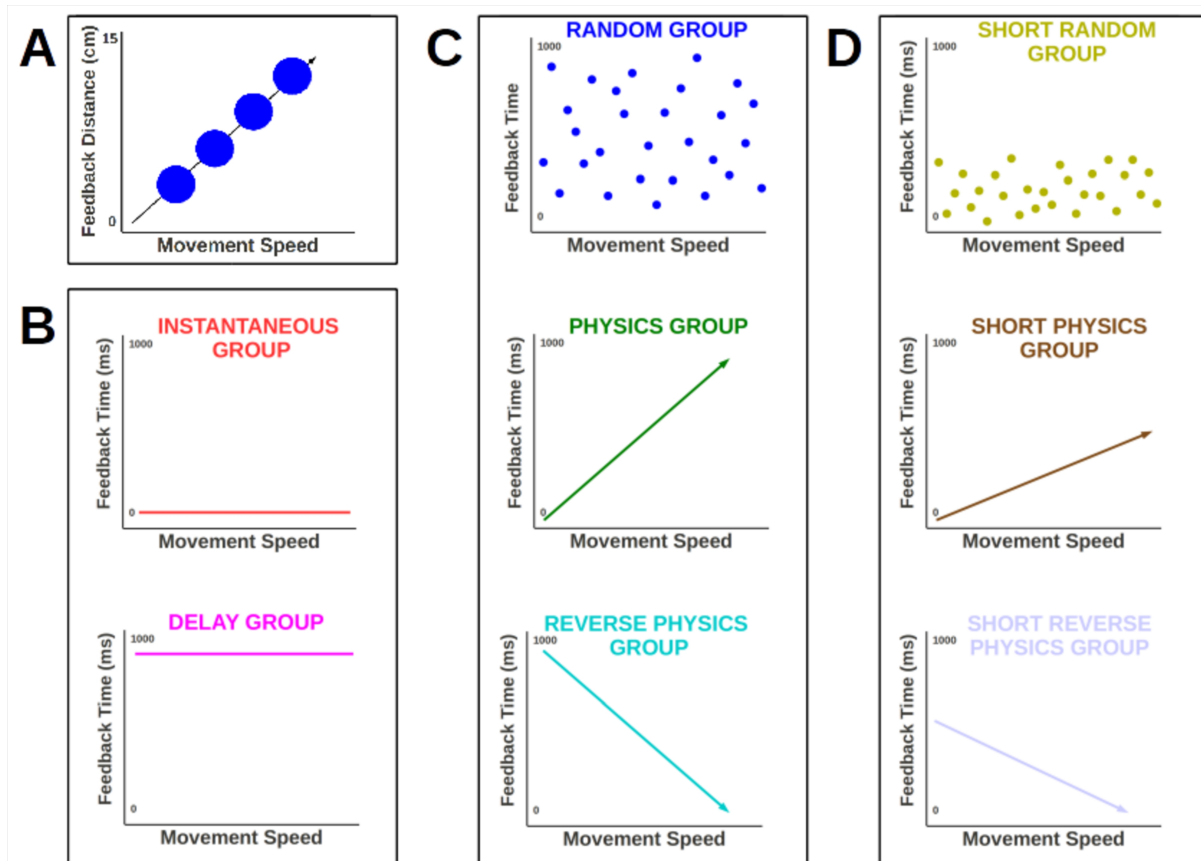 A
15
Feedback Distance (cm)
0
Movement Speed
B
INSTANTANEOUS
GROUP
1000
Feedback Time (ms)
0
Movement Speed
DELAY GROUP
1000
Feedback Time (ms)
0
Movement Speed
C
RANDOM GROUP
1000
Feedback Time
0
Movement Speed
PHYSICS GROUP
1000
Feedback Time (ms)
0
Movement Speed
REVERSE PHYSICS
GROUP
1000
Feedback Time (ms)
0
Movement Speed
D
SHORT RANDOM
GROUP
1000
Feedback Time (ms)
0
Movement Speed
SHORT PHYSICS
GROUP
1000
Feedback Time (ms)
0
Movement Speed
SHORT REVERSE
PHYSICS GROUP
1000
Feedback Time (ms)
0
Movement Speed